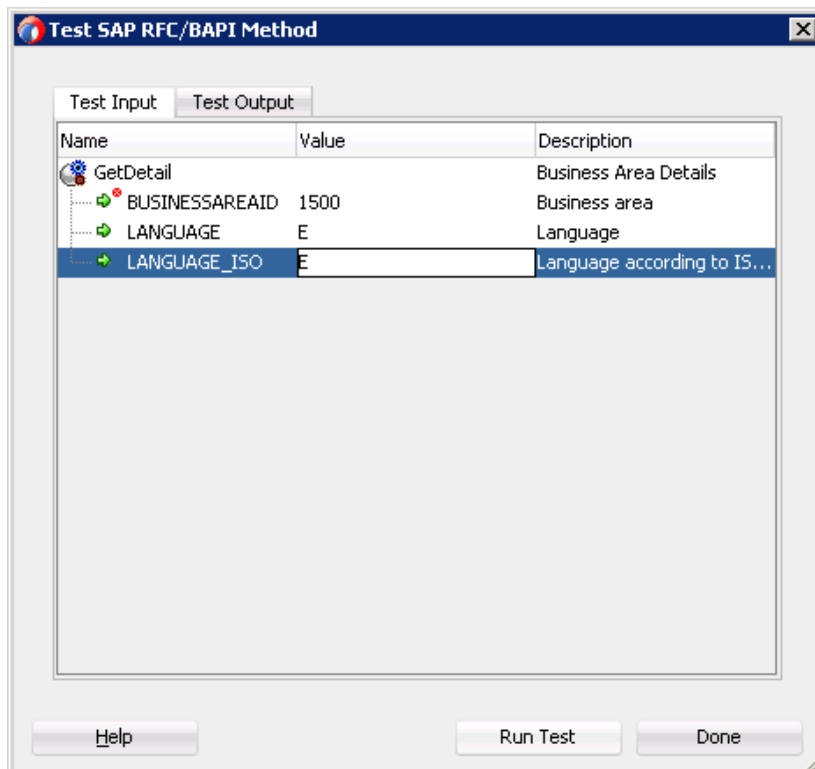 Test SAP RFC/BAPI Method
Test Input Test Output
Name Value Description
GetDetail Business Area Details
BUSINESSAREAID 1500 Business area
LANGUAGE E Language
LANGUAGE_ISO E Language according to IS...
Help Run Test Done